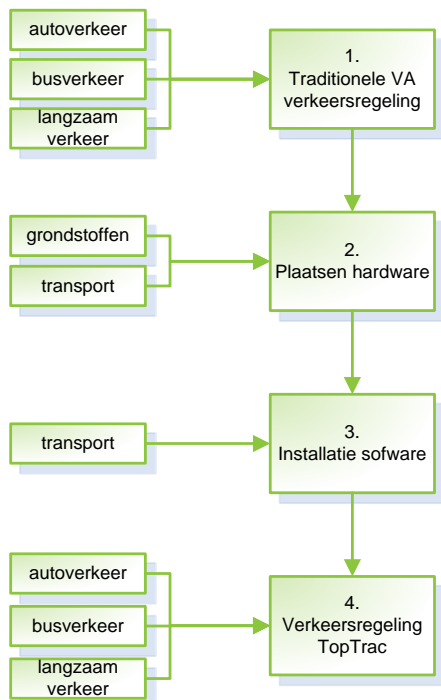 autoverkeer
busverkeer
langzaam
verkeer
1.
Traditionele VA
verkeersregeling
grondstoffen
transport
2.
Plaatsen hardware
transport
3.
Installatie sofware
autoverkeer
busverkeer
langzaam
verkeer
4.
Verkeersregeling
TopTrac